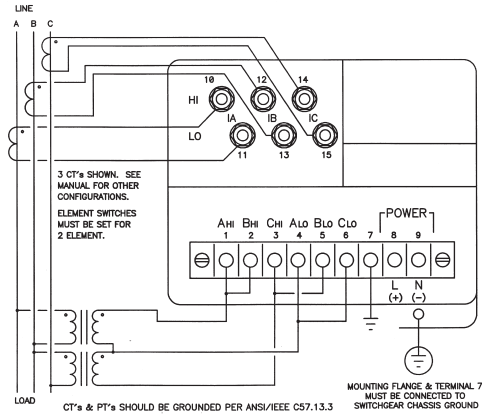 LINE
A B C
10 12 14
HI
IA IB IC
LO
11 13 15
3 CT's SHOWN. SEE
MANUAL FOR OTHER
CONFIGURATIONS.
ELEMENT SWITCHES
MUST BE SET FOR
2 ELEMENT.
POWER
AHI BHI CHI ALO BLO CLO
1 2 3 4 5 6 7 8 9
L N
(+) (-)
LOAD
MOUNTING FLANGE & TERMINAL 7
MUST BE CONNECTED TO
SWITCHGEAR CHASSIS GROUND
CT's & PT's SHOULD BE GROUNDED PER ANSI/IEEE C57.13.3